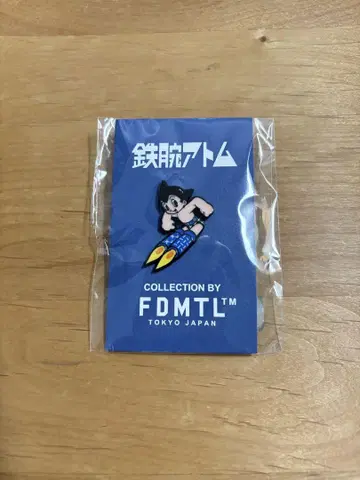 鉄腕アトム
COLLECTION BY
FDMTL™
TOKYO JAPAN